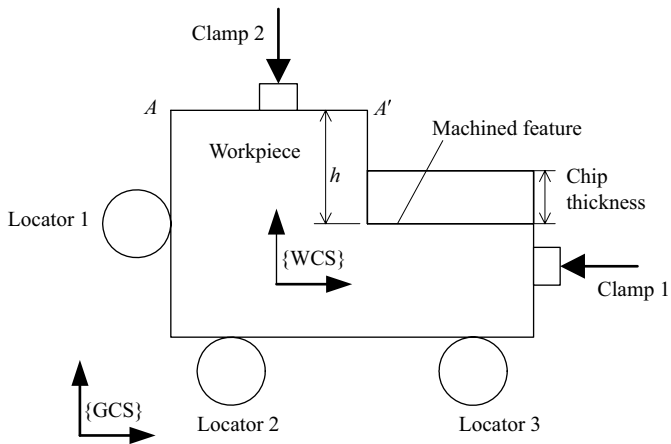 Clamp 2
A
A′
Machined feature
Workpiece
h
Chip
thickness
Locator 1
{WCS}
Clamp 1
{GCS}
Locator 2
Locator 3